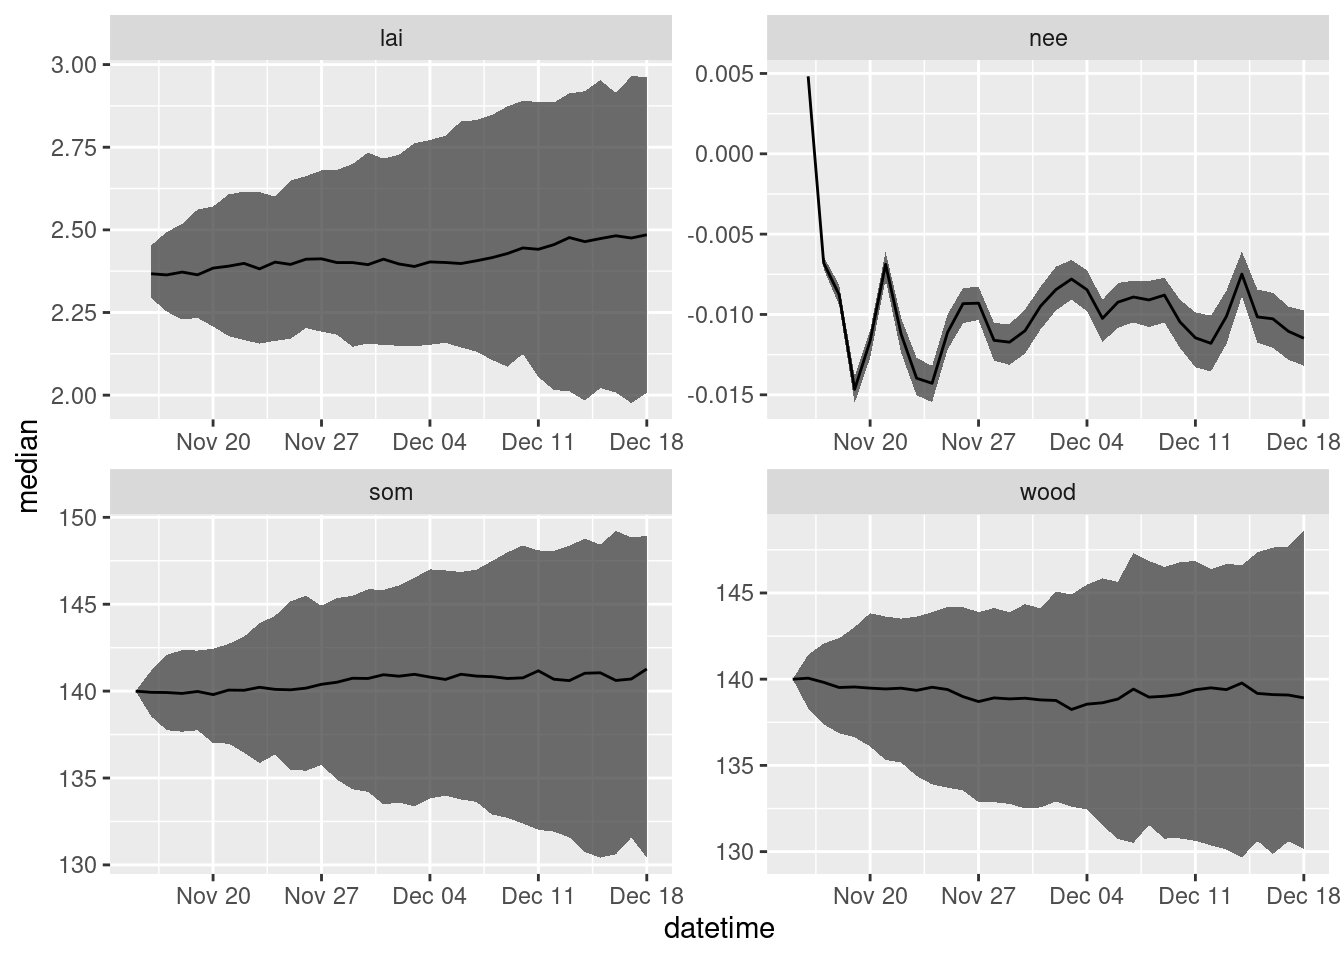 lai
nee
3.00
2.75
2.50
2.25
2.00
0.005
0.000
-0.005
-0.010
-0.015
Nov 20 Nov 27 Dec 04 Dec 11 Dec 18
Nov 20 Nov 27 Dec 04 Dec 11 Dec 18
median
som
wood
150
145
140
135
130
145
140
135
130
Nov 20 Nov 27 Dec 04 Dec 11 Dec 18
Nov 20 Nov 27 Dec 04 Dec 11 Dec 18
datetime